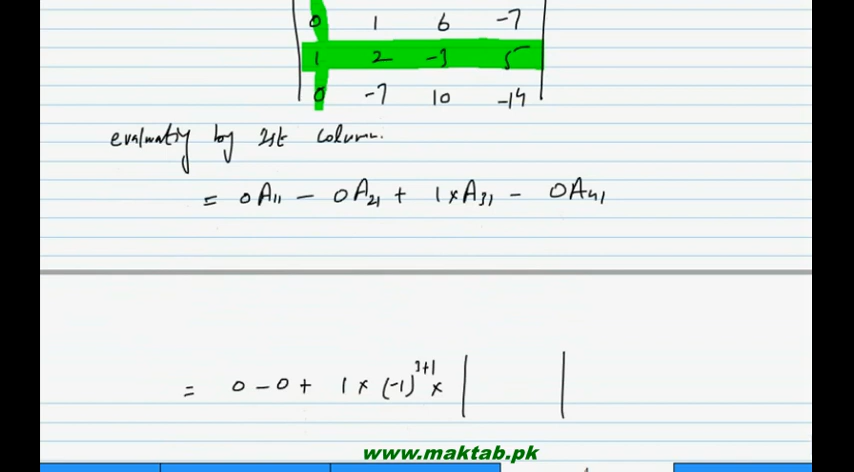 0 1 6 -7
1 2 -3 5
0 -7 10 -14
evaluating by 1st column.
= 0A₁₁ - 0A₂₁ + 1×A₃₁ - 0A₄₁
= 0 - 0 + 1 × (-1)³⁺¹ ×
www.maktab.pk